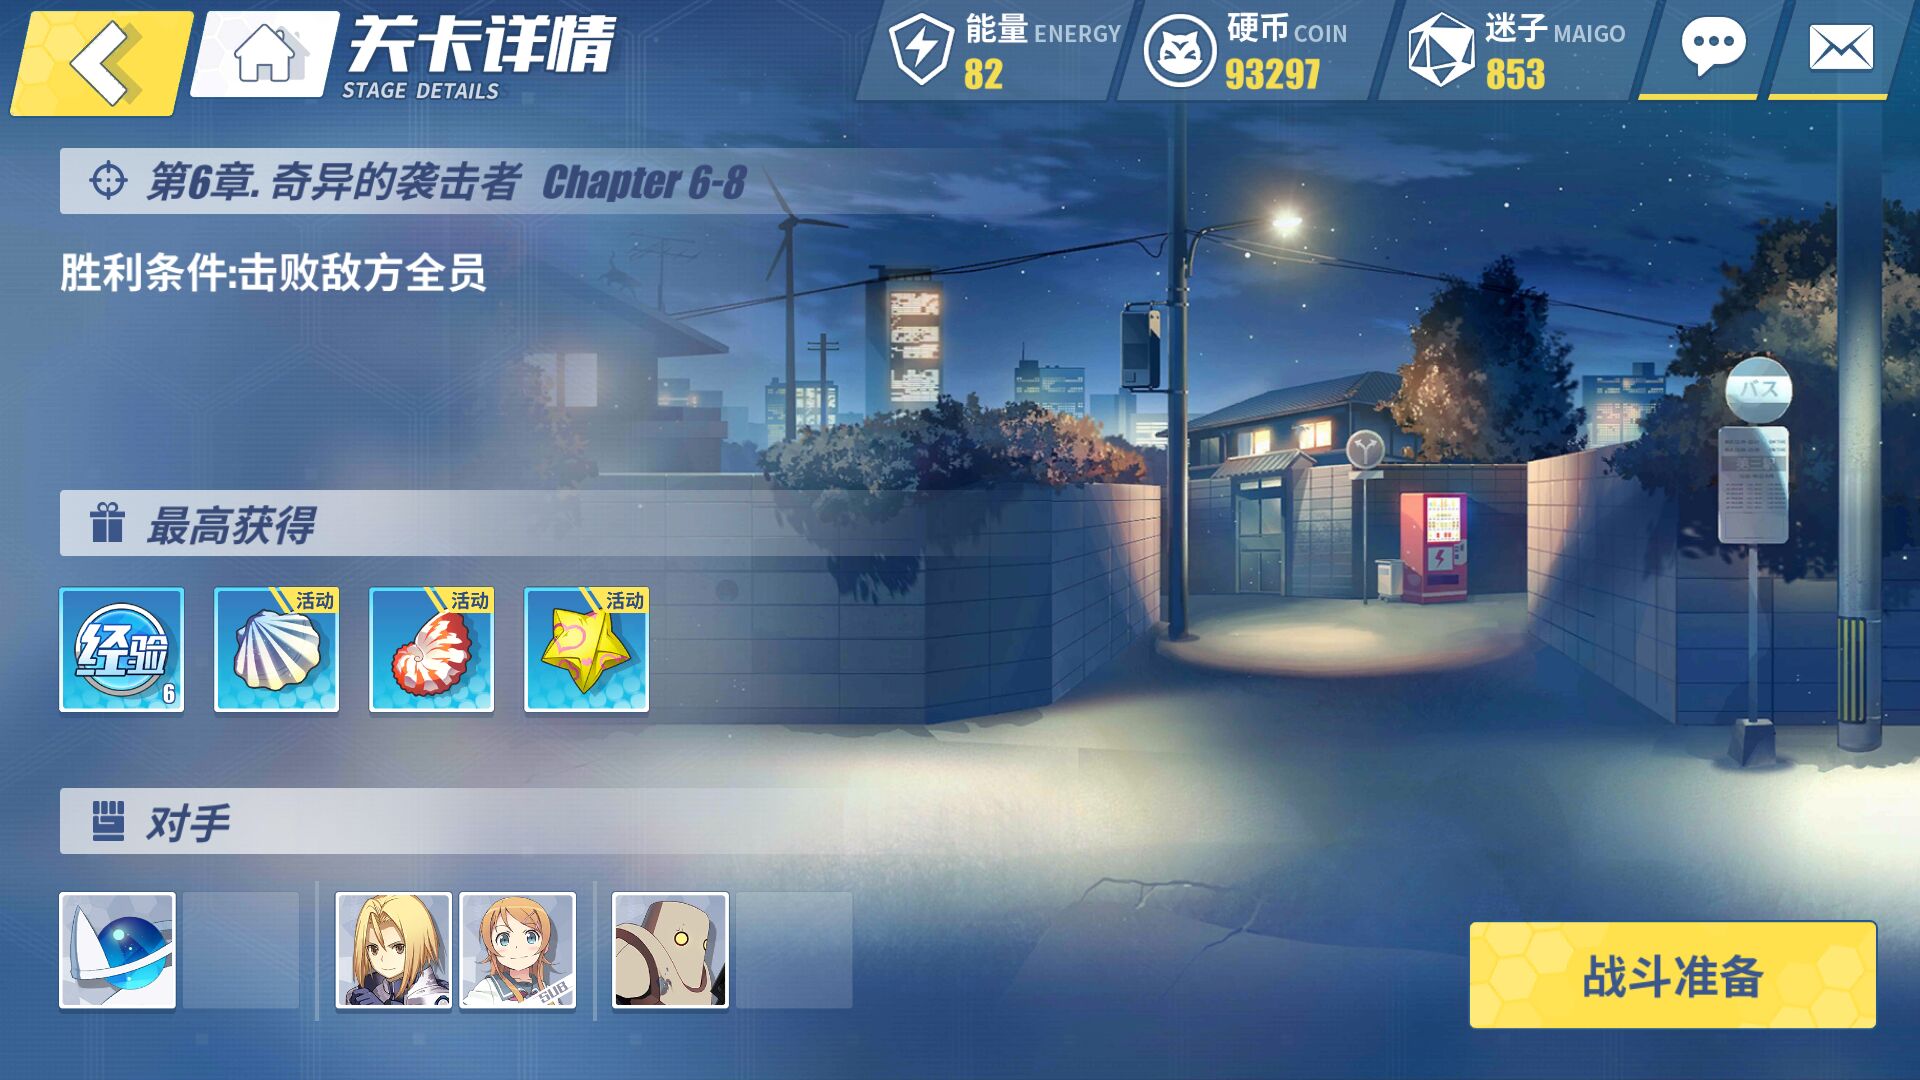 关卡详情
STAGE DETAILS
能量 ENERGY
82
硬币 COIN
93297
迷子 MAIGO
853
第6章. 奇异的袭击者 Chapter 6-8
胜利条件:击败敌方全员
バス
最高获得
经验
6
活动
活动
活动
对手
SUB
战斗准备